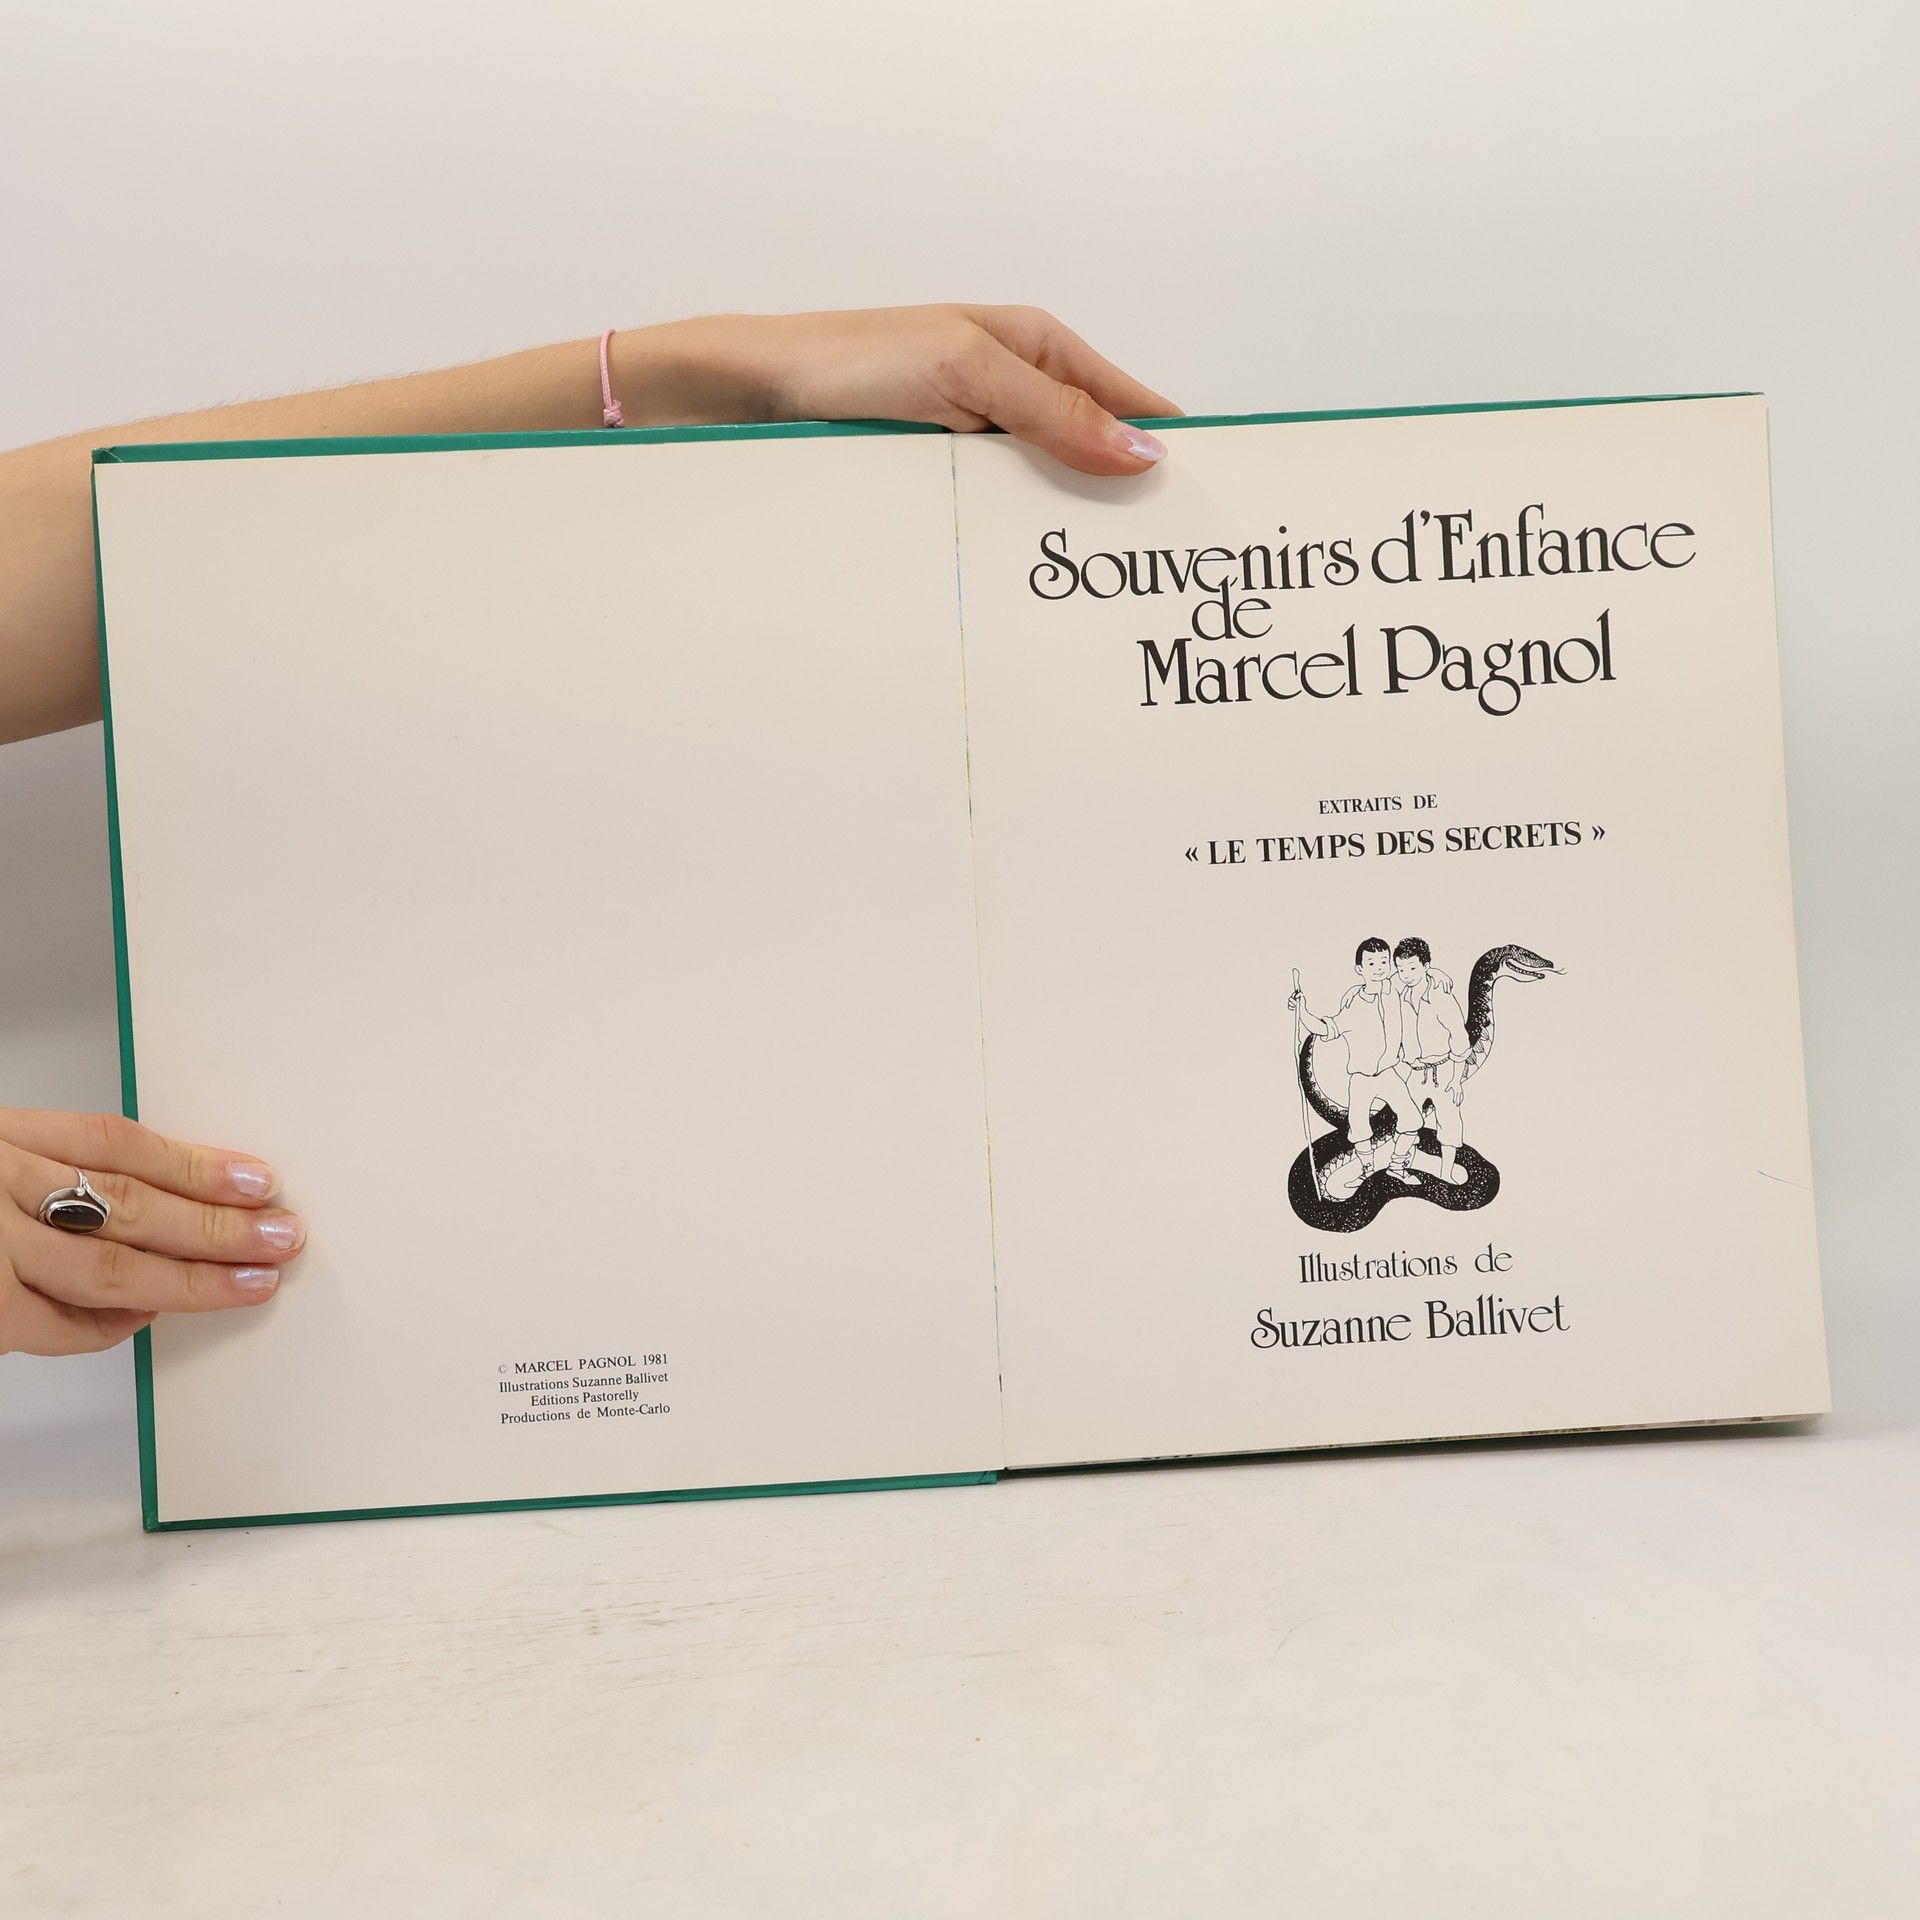 © MARCEL PAGNOL 1981
Illustrations Suzanne Ballivet
Editions Pastorelly
Productions de Monte-Carlo
Souvenirs d'Enfance
de
Marcel Pagnol
EXTRAITS DE
« LE TEMPS DES SECRETS »
Illustrations de
Suzanne Ballivet